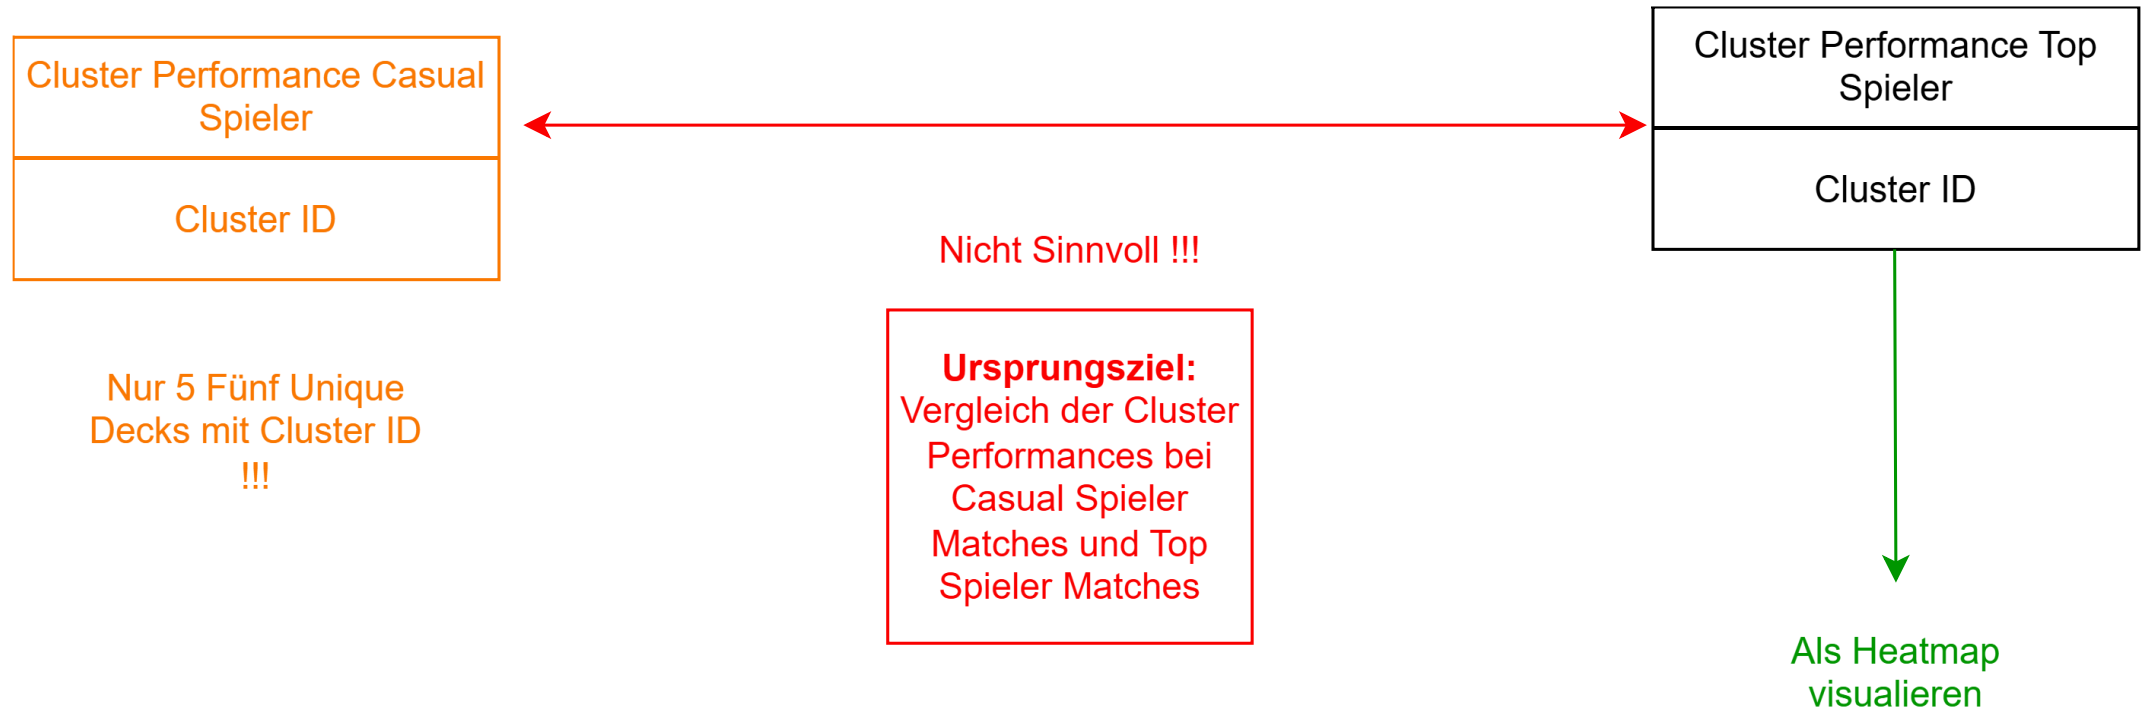 Cluster Performance Casual
Spieler
Cluster ID
Nur 5 Fünf Unique
Decks mit Cluster ID
!!!
Nicht Sinnvoll !!!
Ursprungsziel:
Vergleich der Cluster
Performances bei
Casual Spieler
Matches und Top
Spieler Matches
Cluster Performance Top
Spieler
Cluster ID
Als Heatmap
visualieren